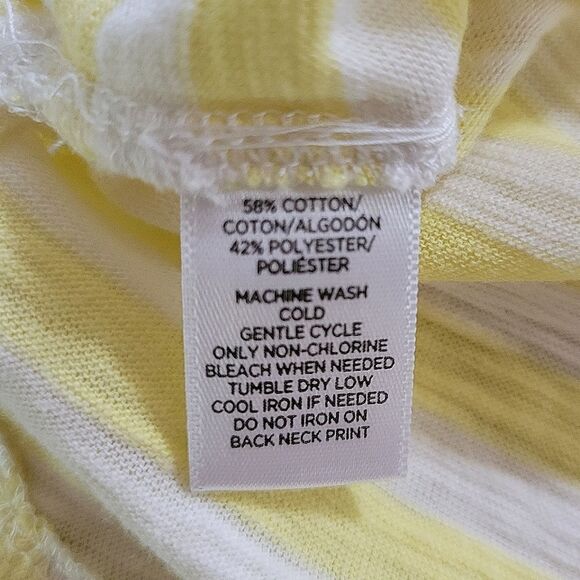 58% COTTON/
COTON/ALGODÓN
42% POLYESTER/
POLIÉSTER
MACHINE WASH
COLD
GENTLE CYCLE
ONLY NON-CHLORINE
BLEACH WHEN NEEDED
TUMBLE DRY LOW
COOL IRON IF NEEDED
DO NOT IRON ON
BACK NECK PRINT